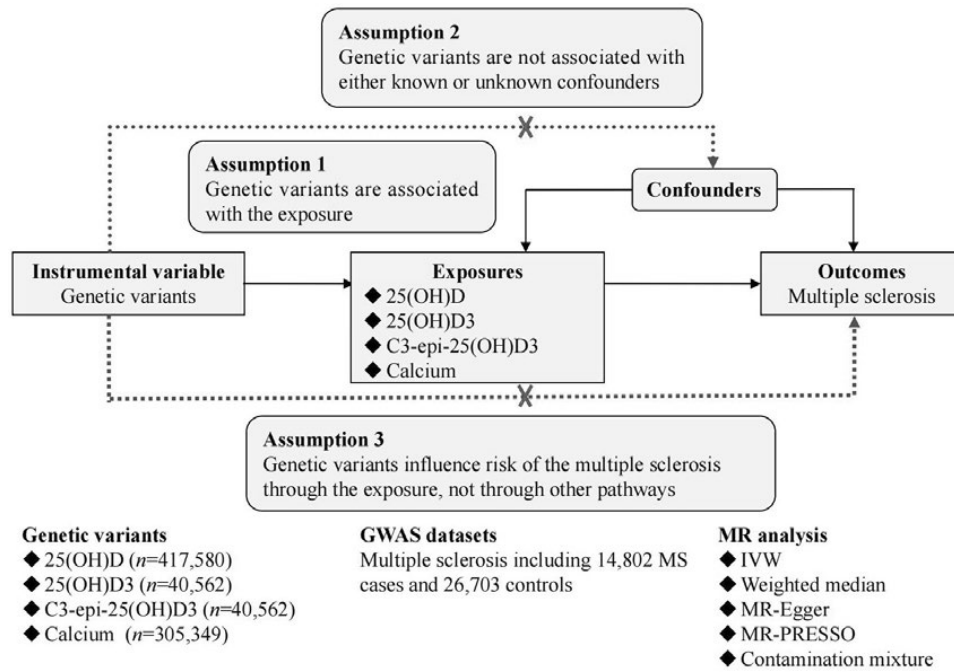 Assumption 2
Genetic variants are not associated with
either known or unknown confounders
Assumption 1
Genetic variants are associated
with the exposure
Confounders
Instrumental variable
Genetic variants
Exposures
◆ 25(OH)D
◆ 25(OH)D3
◆ C3-epi-25(OH)D3
◆ Calcium
Outcomes
Multiple sclerosis
Assumption 3
Genetic variants influence risk of the multiple sclerosis
through the exposure, not through other pathways
Genetic variants
◆ 25(OH)D (n=417,580)
◆ 25(OH)D3 (n=40,562)
◆ C3-epi-25(OH)D3 (n=40,562)
◆ Calcium (n=305,349)
GWAS datasets
Multiple sclerosis including 14,802 MS
cases and 26,703 controls
MR analysis
◆ IVW
◆ Weighted median
◆ MR-Egger
◆ MR-PRESSO
◆ Contamination mixture